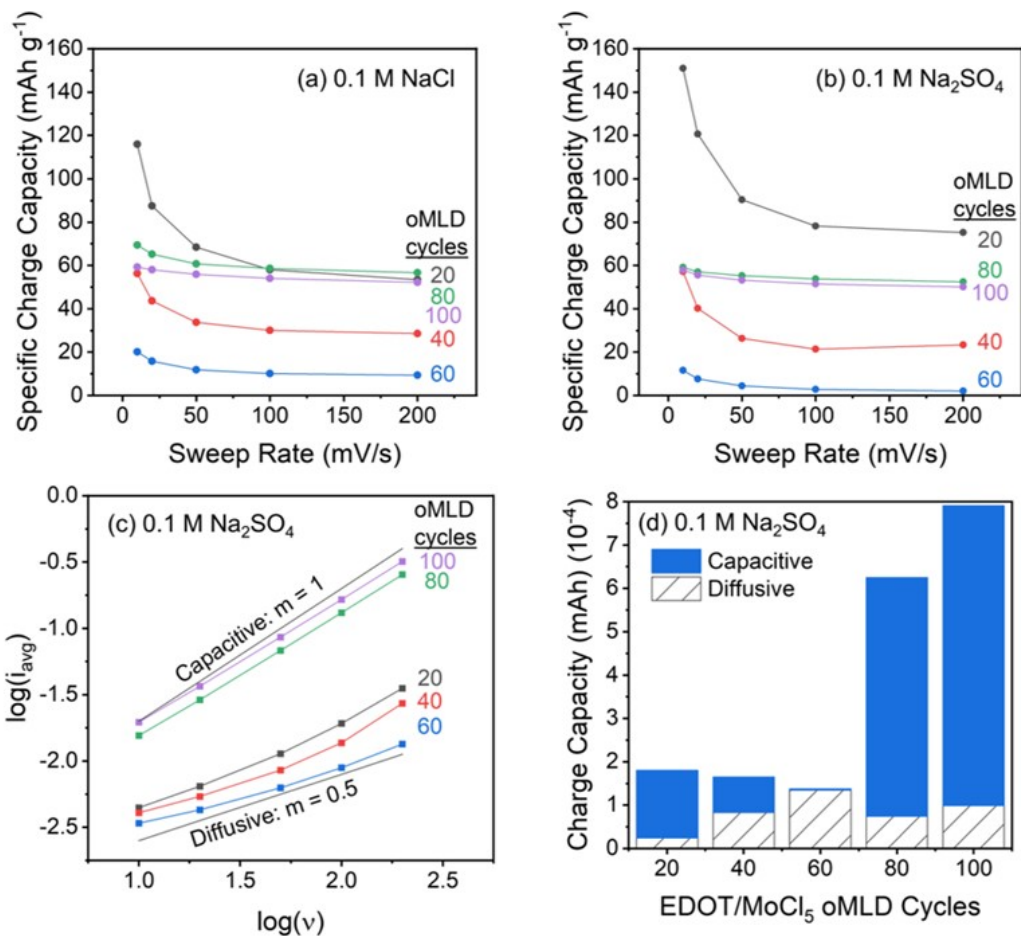 (a) 0.1 M NaCl
Specific Charge Capacity (mAh g⁻¹)
160
140
120
100
80
60
40
20
0
oMLD
cycles
20
80
100
40
60
0 50 100 150 200
Sweep Rate (mV/s)
(b) 0.1 M Na₂SO₄
Specific Charge Capacity (mAh g⁻¹)
160
140
120
100
80
60
40
20
0
oMLD
cycles
20
80
100
40
60
0 50 100 150 200
Sweep Rate (mV/s)
(c) 0.1 M Na₂SO₄
log(i_avg)
0.0
-0.5
-1.0
-1.5
-2.0
-2.5
oMLD
cycles
100
80
Capacitive: m = 1
20
40
60
Diffusive: m = 0.5
1.0 1.5 2.0 2.5
log(ν)
(d) 0.1 M Na₂SO₄
Capacitive
Diffusive
Charge Capacity (mAh) (10⁻⁴)
8
7
6
5
4
3
2
1
0
20 40 60 80 100
EDOT/MoCl₅ oMLD Cycles